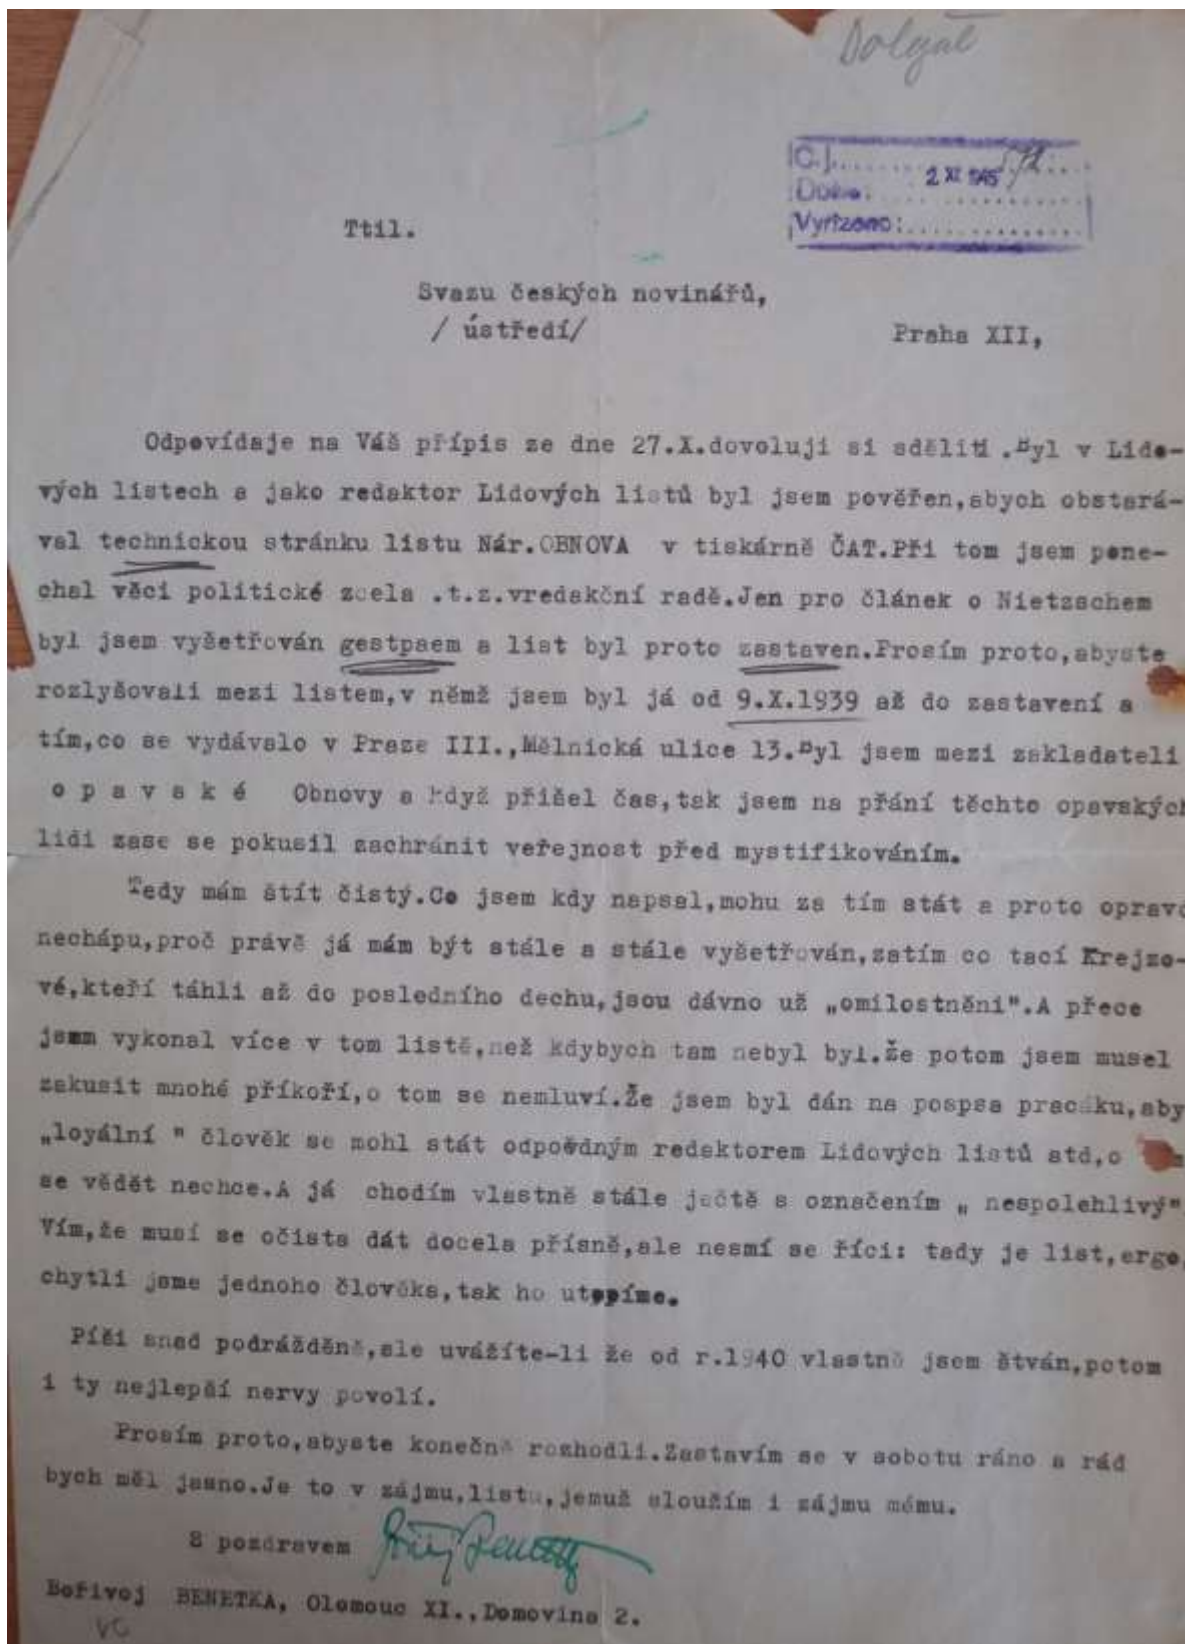 Č.j.
Došlo: 2 XI 1945
Vyřízeno:
Ttil.
Svazu českých novinářů,
/ ústředí/ Praha XII,
Odpovídaje na Váš přípis ze dne 27.X.dovoluji si sděliti .Byl v Lido-
vých listech a jako redaktor Lidových listů byl jsem pověřen,abych obstará-
val technickou stránku listu Nár.OBNOVA v tiskárně ČAT.Při tom jsem pone-
chal věci politické zcela .t.z.vredakční radě.Jen pro článek o Nietzschem
byl jsem vyšetřován gestpaem a list byl proto zastaven.Prosím proto,abyste
rozlyšovali mezi listem,v němž jsem byl já od 9.X.1939 až do zastavení a
tím,co se vydávalo v Praze III.,Mělnická ulice 13.Byl jsem mezi zakladateli
o p a v s k é Obnovy a když přišel čas,tak jsem na přání těchto opavských
lidi zase se pokusil zachránit veřejnost před mystifikováním.
Tedy mám štít čistý.Co jsem kdy napsal,mohu za tím stát a proto opravd
nechápu,proč právě já mám být stále a stále vyšetřován,zatím co tací Krejzo-
vé,kteří táhli až do posledního dechu,jsou dávno už „omilostněni".A přece
jsmm vykonal více v tom listě,než kdybych tam nebyl byl.že potom jsem musel
zakusit mnohé příkoří,o tom se nemluví.Že jsem byl dán na pospsa pracáku,aby
„loyální " člověk se mohl stát odpovědným redaktorem Lidových listů atd,o
se vědět nechce.A já chodím vlastně stále ještě s označením „ nespolehlivý"
Vím,že musí se očista dát docela přísně,ale nesmí se říci: tady je list,ergo,
chytli jsme jednoho člověka,tak ho utopíme.
Píši snad podrážděně,ale uvážíte-li že od r.1940 vlastně jsem štván,potom
i ty nejlepší nervy povolí.
Prosím proto,abyste konečně rozhodli.Zastavím se v sobotu ráno a rád
bych měl jasno.Je to v zájmu,listu,jemuž sloužím i zájmu mému.
S pozdravem
Bořivoj BENETKA, Olomouc XI.,Domovina 2.